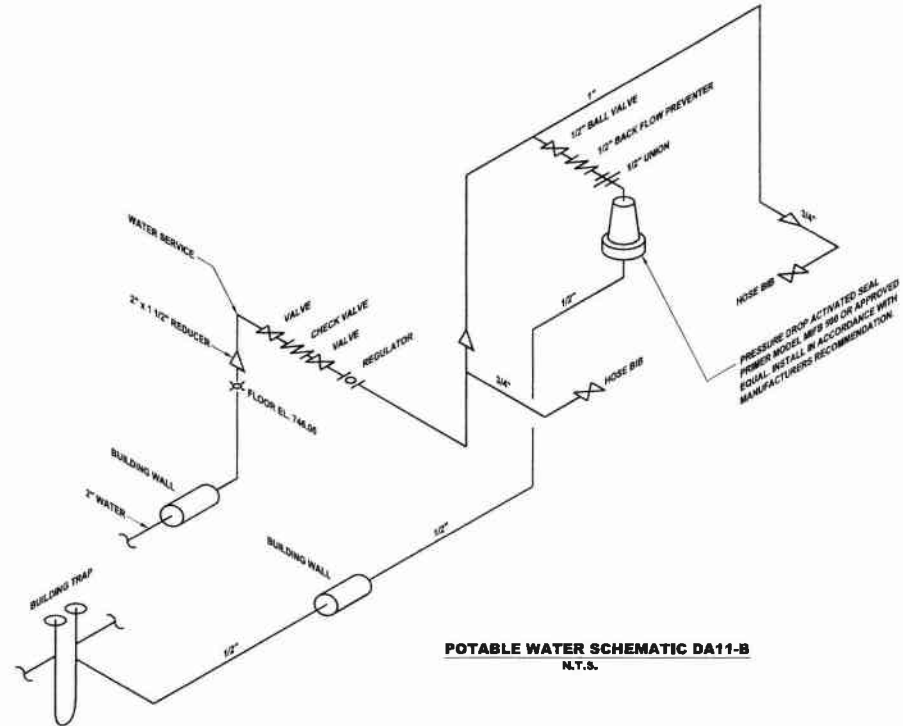 1"
1/2" BALL VALVE
1/2" BACK FLOW PREVENTER
1/2" UNION
3/4"
HOSE BIB
WATER SERVICE
2" x 1 1/2" REDUCER
VALVE
CHECK VALVE
VALVE
REGULATOR
FLOOR EL. 746.06
1/2"
PRESSURE DROP ACTIVATED SEAL
PRIMER MODEL MIFB 500 OR APPROVED
EQUAL. INSTALL IN ACCORDANCE WITH
MANUFACTURERS RECOMMENDATION.
3/4"
HOSE BIB
BUILDING WALL
2" WATER
1/2"
BUILDING WALL
BUILDING TRAP
1/2"
POTABLE WATER SCHEMATIC DA11-B
N.T.S.